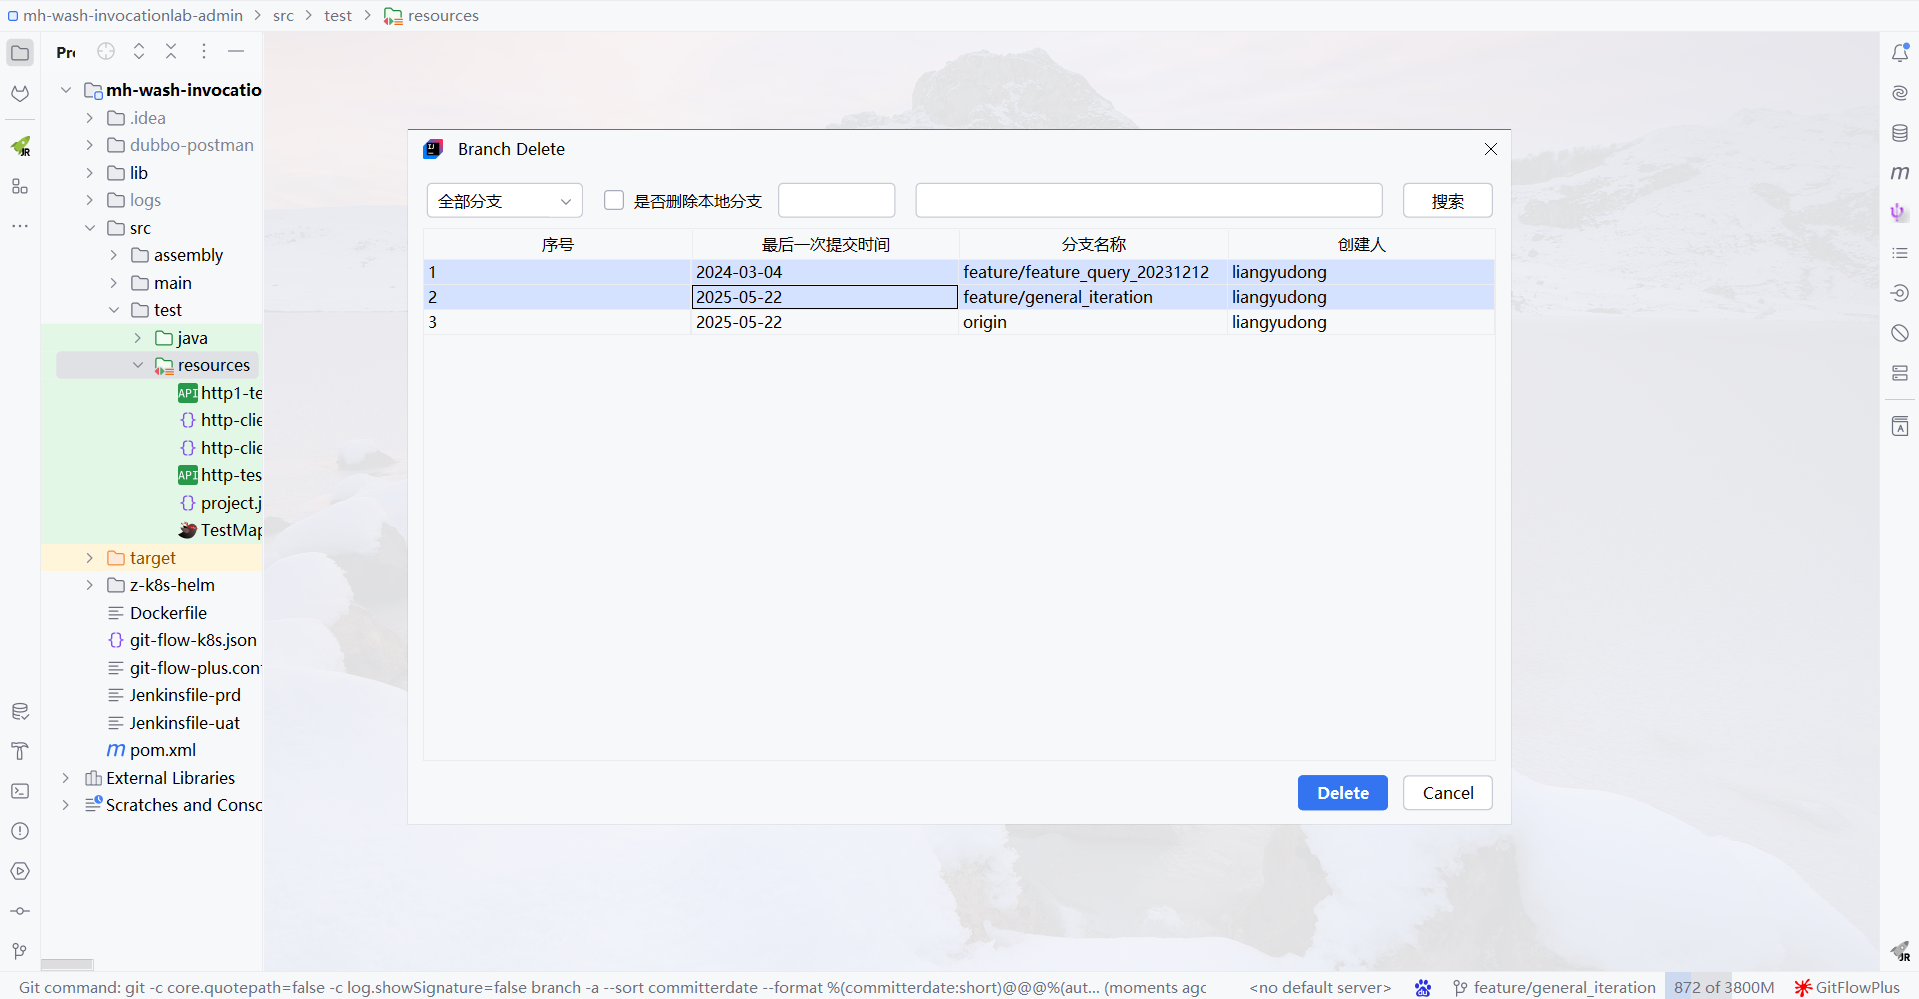 mh-wash-invocationlab-admin > src > test > resources
Pr
mh-wash-invocatio
.idea
dubbo-postman
lib
logs
src
assembly
main
test
java
resources
API http1-te
{} http-clie
{} http-clie
API http-tes
{} project.j
TestMap
target
z-k8s-helm
Dockerfile
{} git-flow-k8s.json
git-flow-plus.con
Jenkinsfile-prd
Jenkinsfile-uat
m pom.xml
External Libraries
Scratches and Consc
Branch Delete
全部分支 是否删除本地分支 搜索
序号 最后一次提交时间 分支名称 创建人
1 2024-03-04 feature/feature_query_20231212 liangyudong
2 2025-05-22 feature/general_iteration liangyudong
3 2025-05-22 origin liangyudong
Delete Cancel
Git command: git -c core.quotepath=false -c log.showSignature=false branch -a --sort committerdate --format %(committerdate:short)@@@%(aut... (moments agc <no default server> feature/general_iteration 872 of 3800M GitFlowPlus